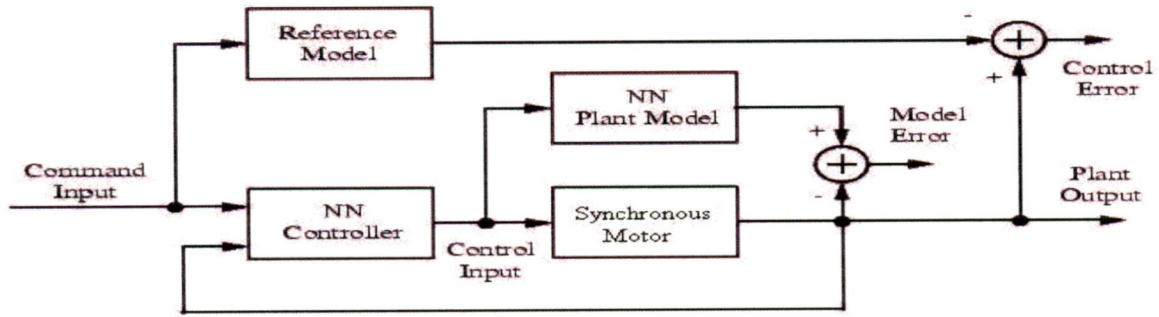 Reference
Model
-
+
Control
Error
NN
Plant Model
+
Model
Error
-
Command
Input
NN
Controller
Control
Input
Synchronous
Motor
Plant
Output